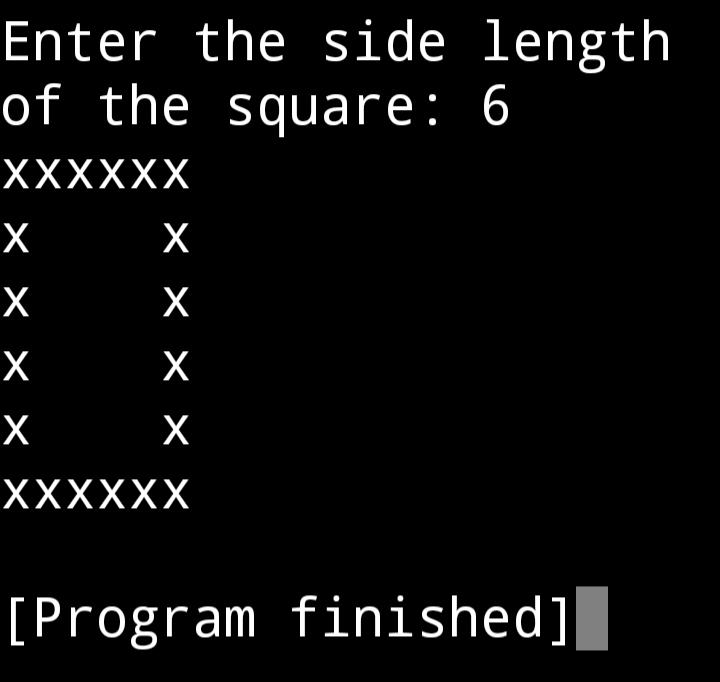 Enter the side length
of the square: 6
xxxxxx
x    x
x    x
x    x
x    x
xxxxxx
[Program finished]